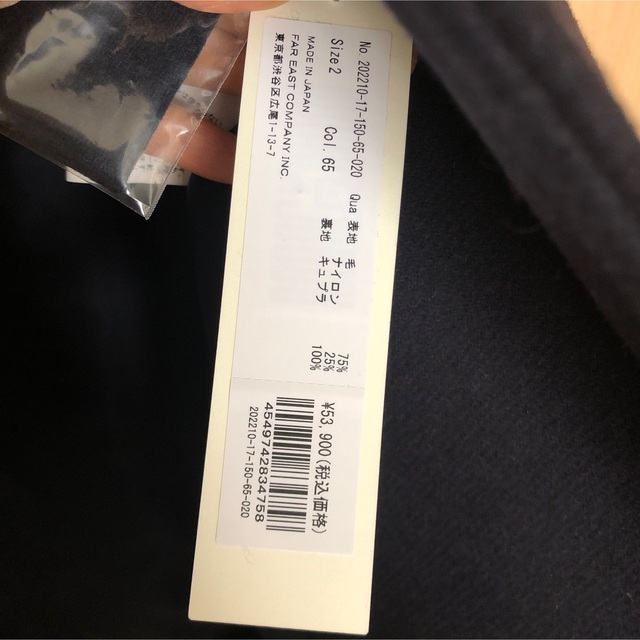 No 202210-17-150-65-020 Qua 表地 毛 75%
ナイロン 25%
Size 2 Col. 65 裏地 キュプラ 100%
MADE IN JAPAN
FAR EAST COMPANY INC.
東京都渋谷区広尾1-13-7
¥53,900(税込価格)
4549742834758
202210-17-150-65-020